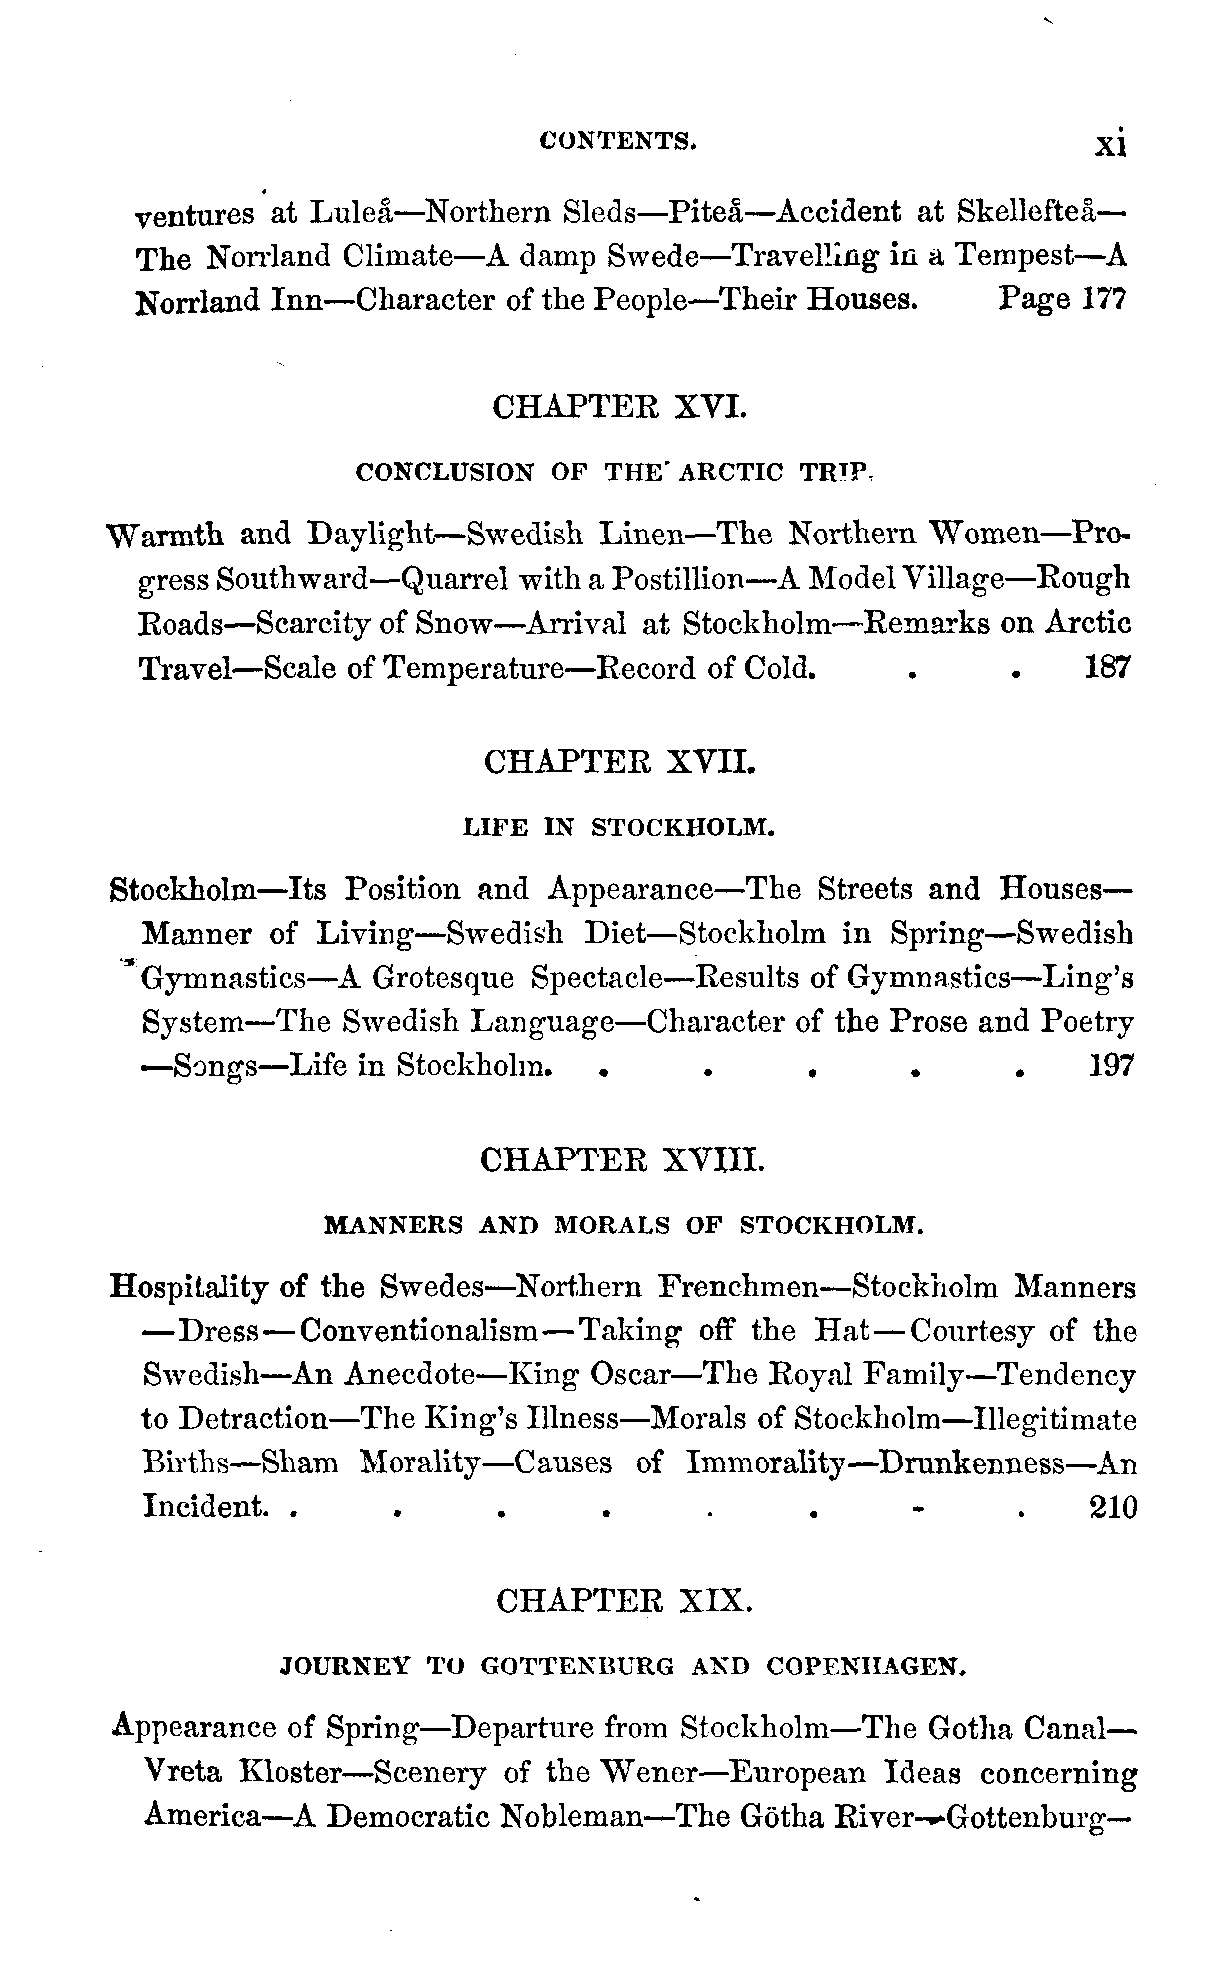 CONTENTS. xi
ventures at Luleå—Northern Sleds—Piteå—Accident at Skellefteå—
The Norrland Climate—A damp Swede—Travelling in a Tempest—A
Norrland Inn—Character of the People—Their Houses. Page 177
CHAPTER XVI.
CONCLUSION OF THE ARCTIC TRIP.
Warmth and Daylight—Swedish Linen—The Northern Women—Pro-
gress Southward—Quarrel with a Postillion—A Model Village—Rough
Roads—Scarcity of Snow—Arrival at Stockholm—Remarks on Arctic
Travel—Scale of Temperature—Record of Cold. . . 187
CHAPTER XVII.
LIFE IN STOCKHOLM.
Stockholm—Its Position and Appearance—The Streets and Houses—
Manner of Living—Swedish Diet—Stockholm in Spring—Swedish
Gymnastics—A Grotesque Spectacle—Results of Gymnastics—Ling's
System—The Swedish Language—Character of the Prose and Poetry
—Songs—Life in Stockholm. . . . . . 197
CHAPTER XVIII.
MANNERS AND MORALS OF STOCKHOLM.
Hospitality of the Swedes—Northern Frenchmen—Stockholm Manners
—Dress—Conventionalism—Taking off the Hat—Courtesy of the
Swedish—An Anecdote—King Oscar—The Royal Family—Tendency
to Detraction—The King's Illness—Morals of Stockholm—Illegitimate
Births—Sham Morality—Causes of Immorality—Drunkenness—An
Incident. . . . . . . . . 210
CHAPTER XIX.
JOURNEY TO GOTTENBURG AND COPENHAGEN.
Appearance of Spring—Departure from Stockholm—The Gotha Canal—
Vreta Kloster—Scenery of the Wener—European Ideas concerning
America—A Democratic Nobleman—The Götha River—Gottenburg—